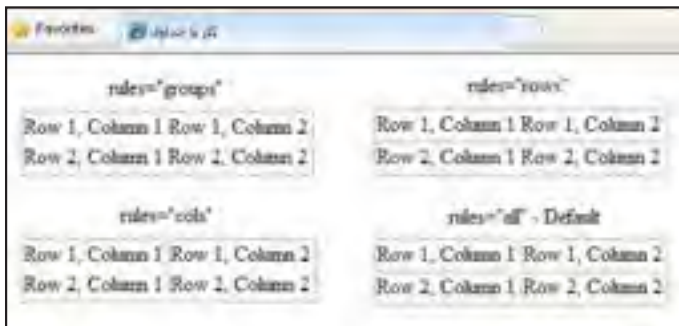 Favorites
rules="groups"
Row 1, Column 1 Row 1, Column 2
Row 2, Column 1 Row 2, Column 2
rules="rows"
Row 1, Column 1 Row 1, Column 2
Row 2, Column 1 Row 2, Column 2
rules="cols"
Row 1, Column 1 Row 1, Column 2
Row 2, Column 1 Row 2, Column 2
rules="all" - Default
Row 1, Column 1 Row 1, Column 2
Row 2, Column 1 Row 2, Column 2